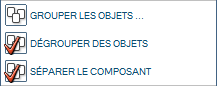 GROUPER LES OBJETS ...
DÉGROUPER DES OBJETS
SÉPARER LE COMPOSANT